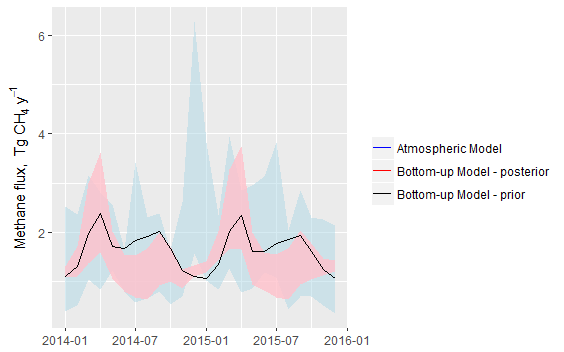 Methane flux, Tg CH₄ y⁻¹
6
4
2
2014-01 2014-07 2015-01 2015-07 2016-01
Atmospheric Model
Bottom-up Model - posterior
Bottom-up Model - prior